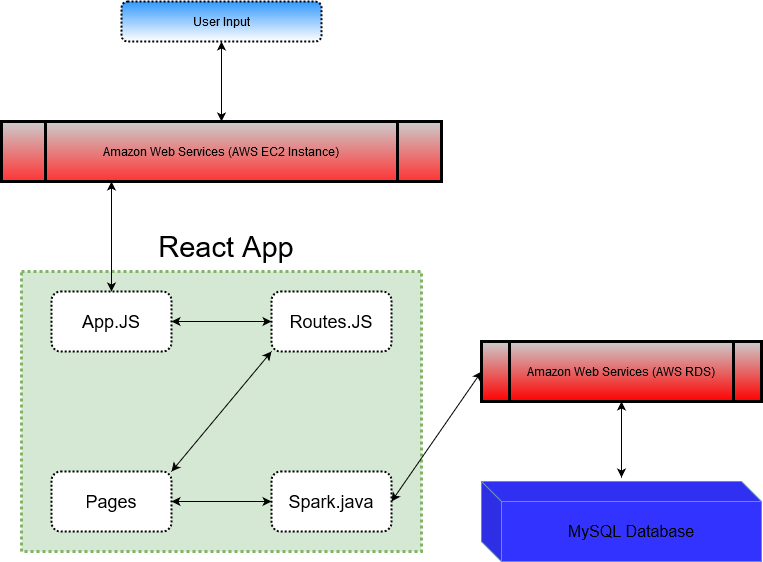 User Input
Amazon Web Services (AWS EC2 Instance)
React App
App.JS
Routes.JS
Amazon Web Services (AWS RDS)
Pages
Spark.java
MySQL Database